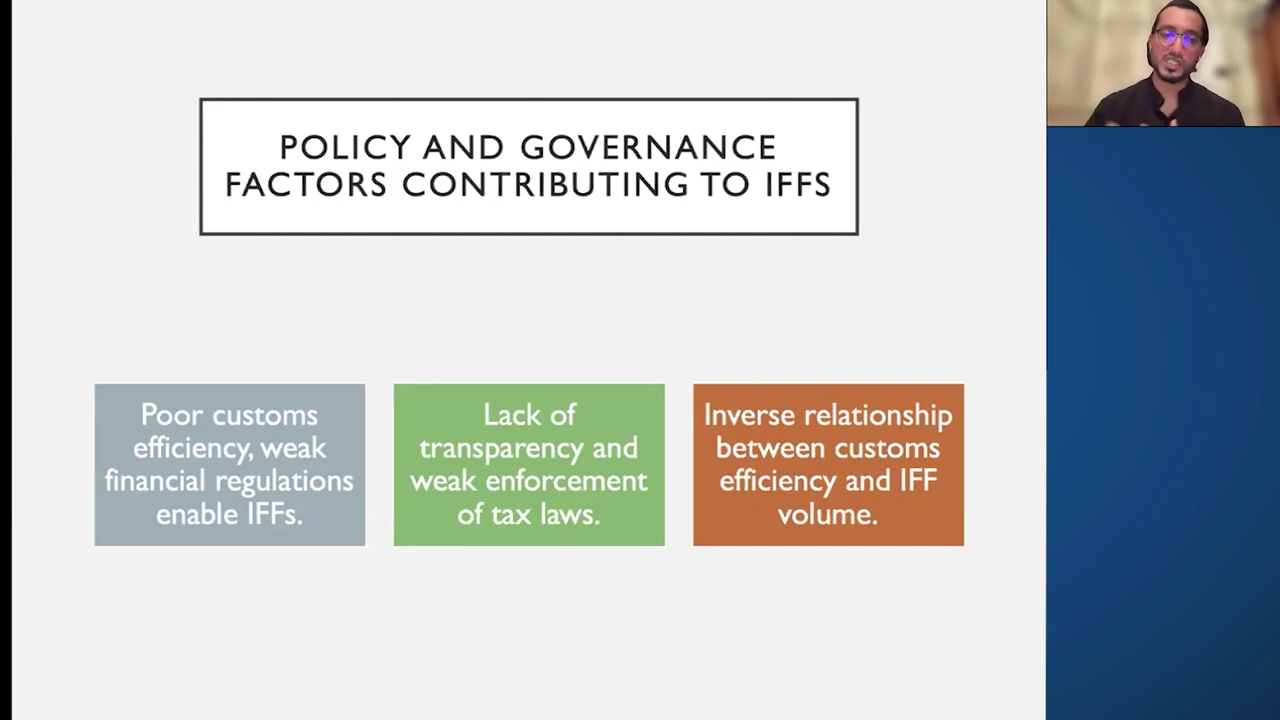 POLICY AND GOVERNANCE
FACTORS CONTRIBUTING TO IFFS
Poor customs
efficiency, weak
financial regulations
enable IFFs.
Lack of
transparency and
weak enforcement
of tax laws.
Inverse relationship
between customs
efficiency and IFF
volume.